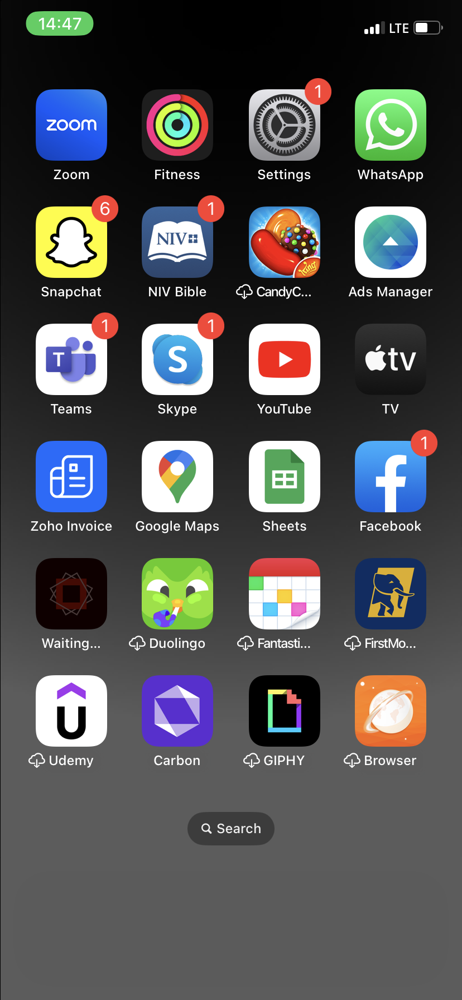 14:47
LTE
zoom
1
Zoom
Fitness
Settings
WhatsApp
6
1
NIV
King
Snapchat
NIV Bible
CandyC...
Ads Manager
1
1
T
S
tv
Teams
Skype
YouTube
TV
1
f
Zoho Invoice
Google Maps
Sheets
Facebook
Waiting...
Duolingo
Fantasti...
FirstMo...
U
Udemy
Carbon
GIPHY
Browser
Search